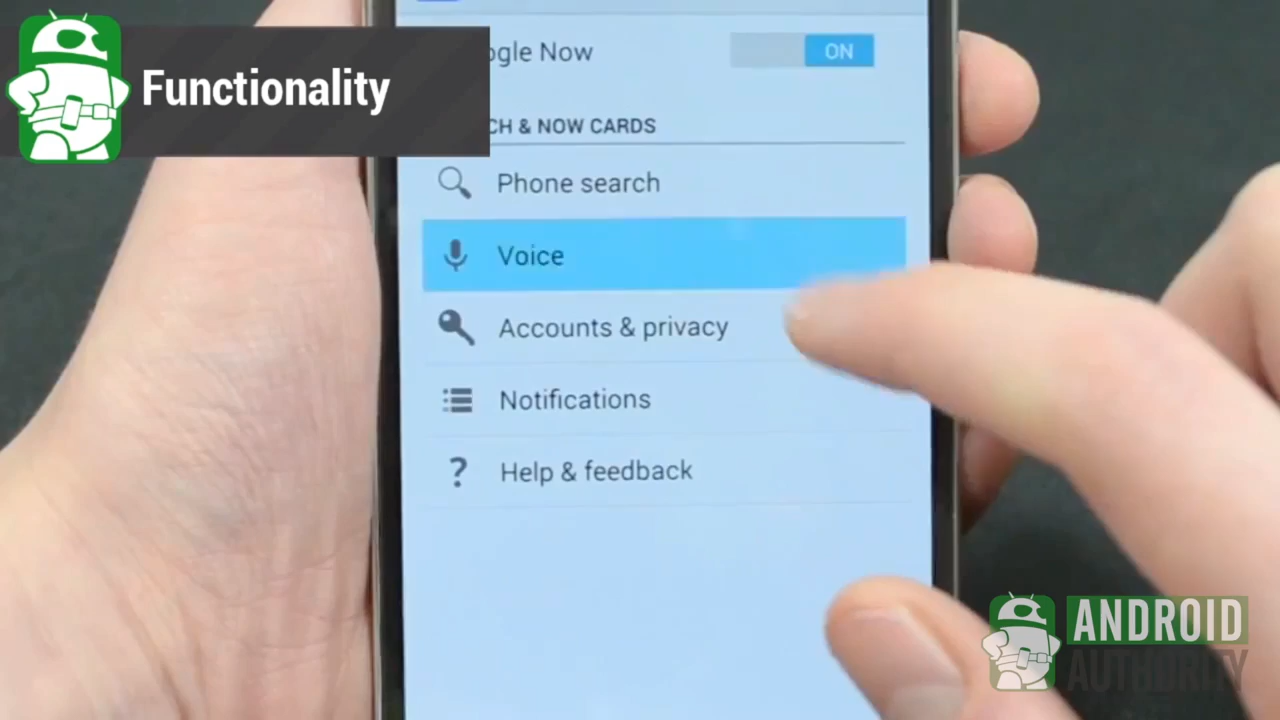 Functionality
ogle Now
ON
CH & NOW CARDS
Phone search
Voice
Accounts & privacy
Notifications
? Help & feedback
ANDROID
AUTHORITY